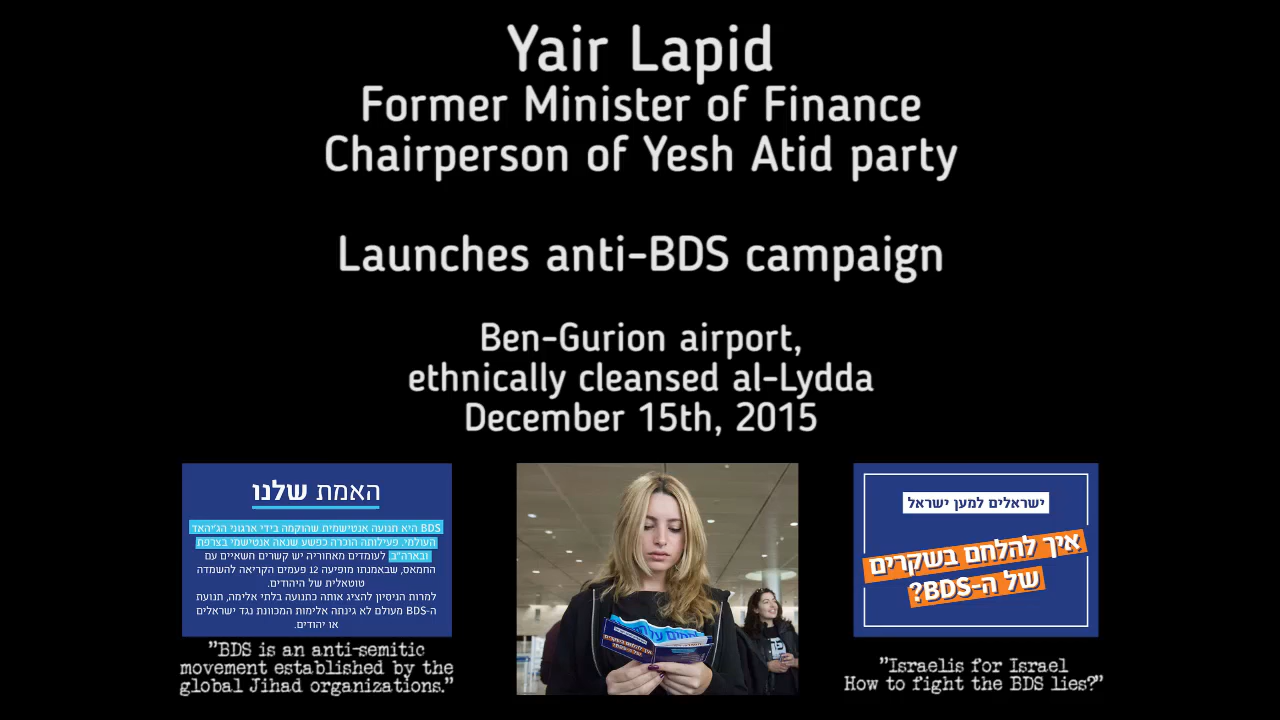 Yair Lapid
Former Minister of Finance
Chairperson of Yesh Atid party
Launches anti-BDS campaign
Ben-Gurion airport,
ethnically cleansed al-Lydda
December 15th, 2015
האמת שלנו
BDS היא תנועה אנטישמית שהוקמה בידי ארגוני הג'יהאד
העולמי. פעילותה הוכרה כפשע שנאה אנטישמי בצרפת
ובארה"ב. לעומדים מאחוריה יש קשרים חשאיים עם
החמאס, שבאמנתו מופיעה 12 פעמים הקריאה להשמדה
טוטאלית של היהודים.
למרות הניסיון להציג אותה כתנועה בלתי אלימה, תנועת
ה-BDS מעולם לא גינתה אלימות המכוונת נגד ישראלים
או יהודים.
"BDS is an anti-semitic
movement established by the
global Jihad organizations."
ישראלים למען ישראל
איך להלחם בשקרים
של ה-BDS?
"Israelis for Israel
How to fight the BDS lies?"